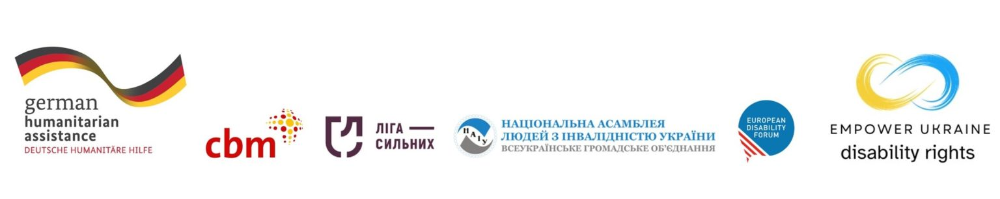 german
humanitarian
assistance
DEUTSCHE HUMANITÄRE HILFE
cbm
ЛІГА
СИЛЬНИХ
НАІУ
НАЦІОНАЛЬНА АСАМБЛЕЯ
ЛЮДЕЙ З ІНВАЛІДНІСТЮ УКРАЇНИ
ВСЕУКРАЇНСЬКЕ ГРОМАДСЬКЕ ОБ'ЄДНАННЯ
EUROPEAN
DISABILITY
FORUM
EMPOWER UKRAINE
disability rights